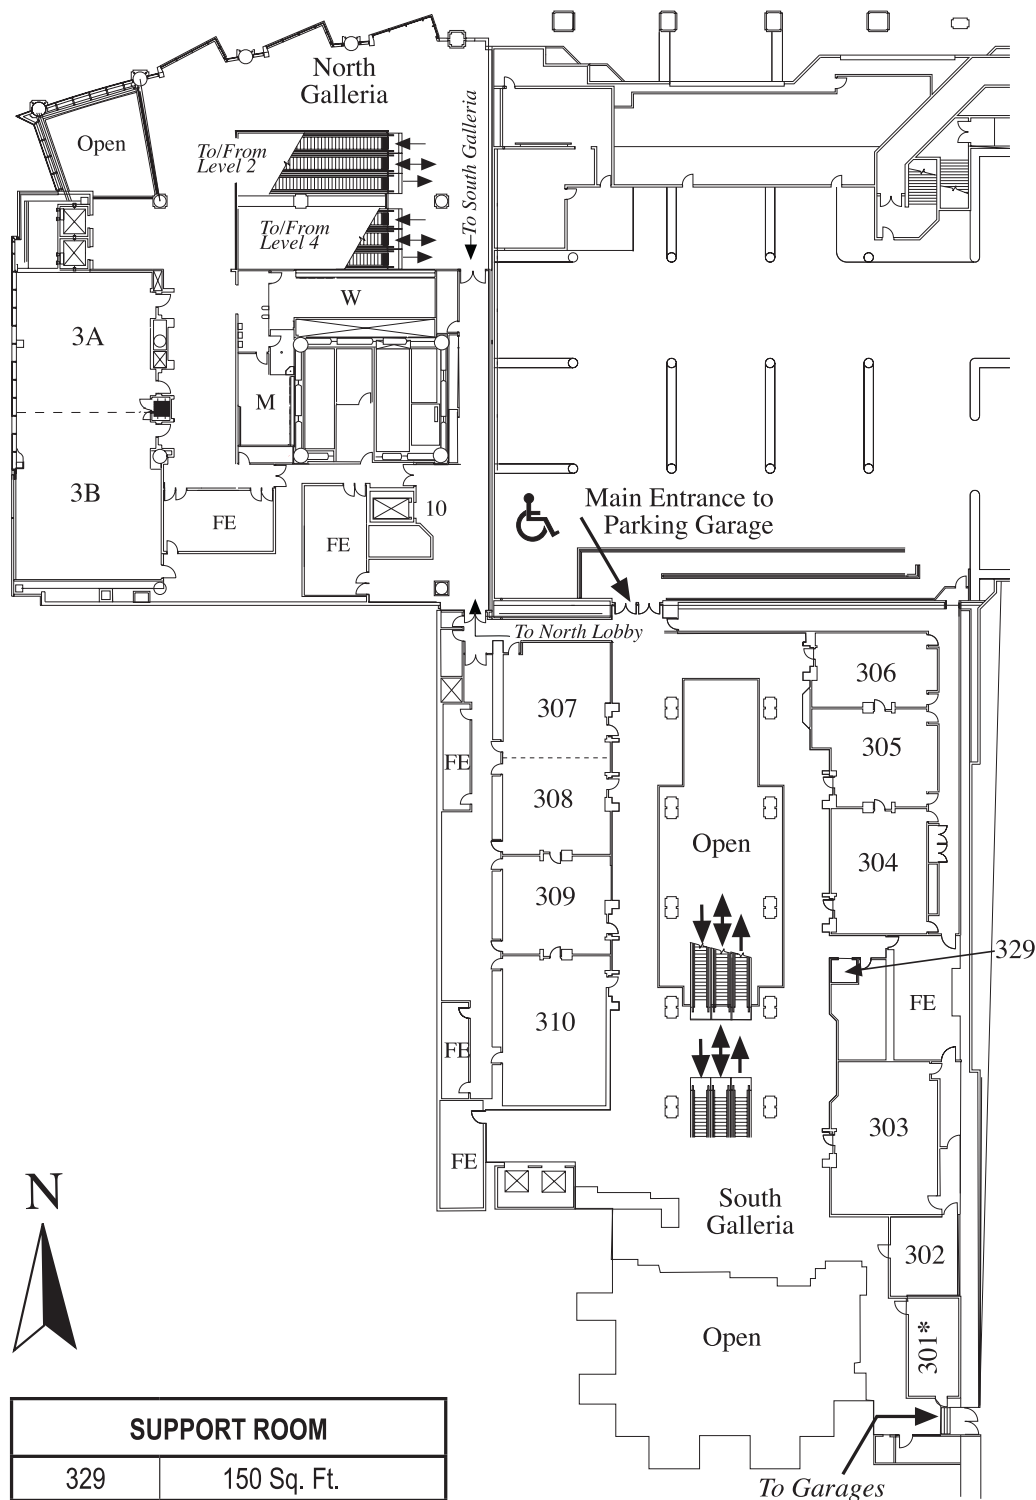 North
Galleria
Open
To/From
Level 2
To South Galleria
To/From
Level 4
W
3A
M
3B
10
FE
FE
Main Entrance to
Parking Garage
To North Lobby
306
307
305
FE
308
Open
304
309
329
FE
310
FE
303
FE
N
South
Galleria
302
Open
301*
SUPPORT ROOM
329 150 Sq. Ft.
To Garages